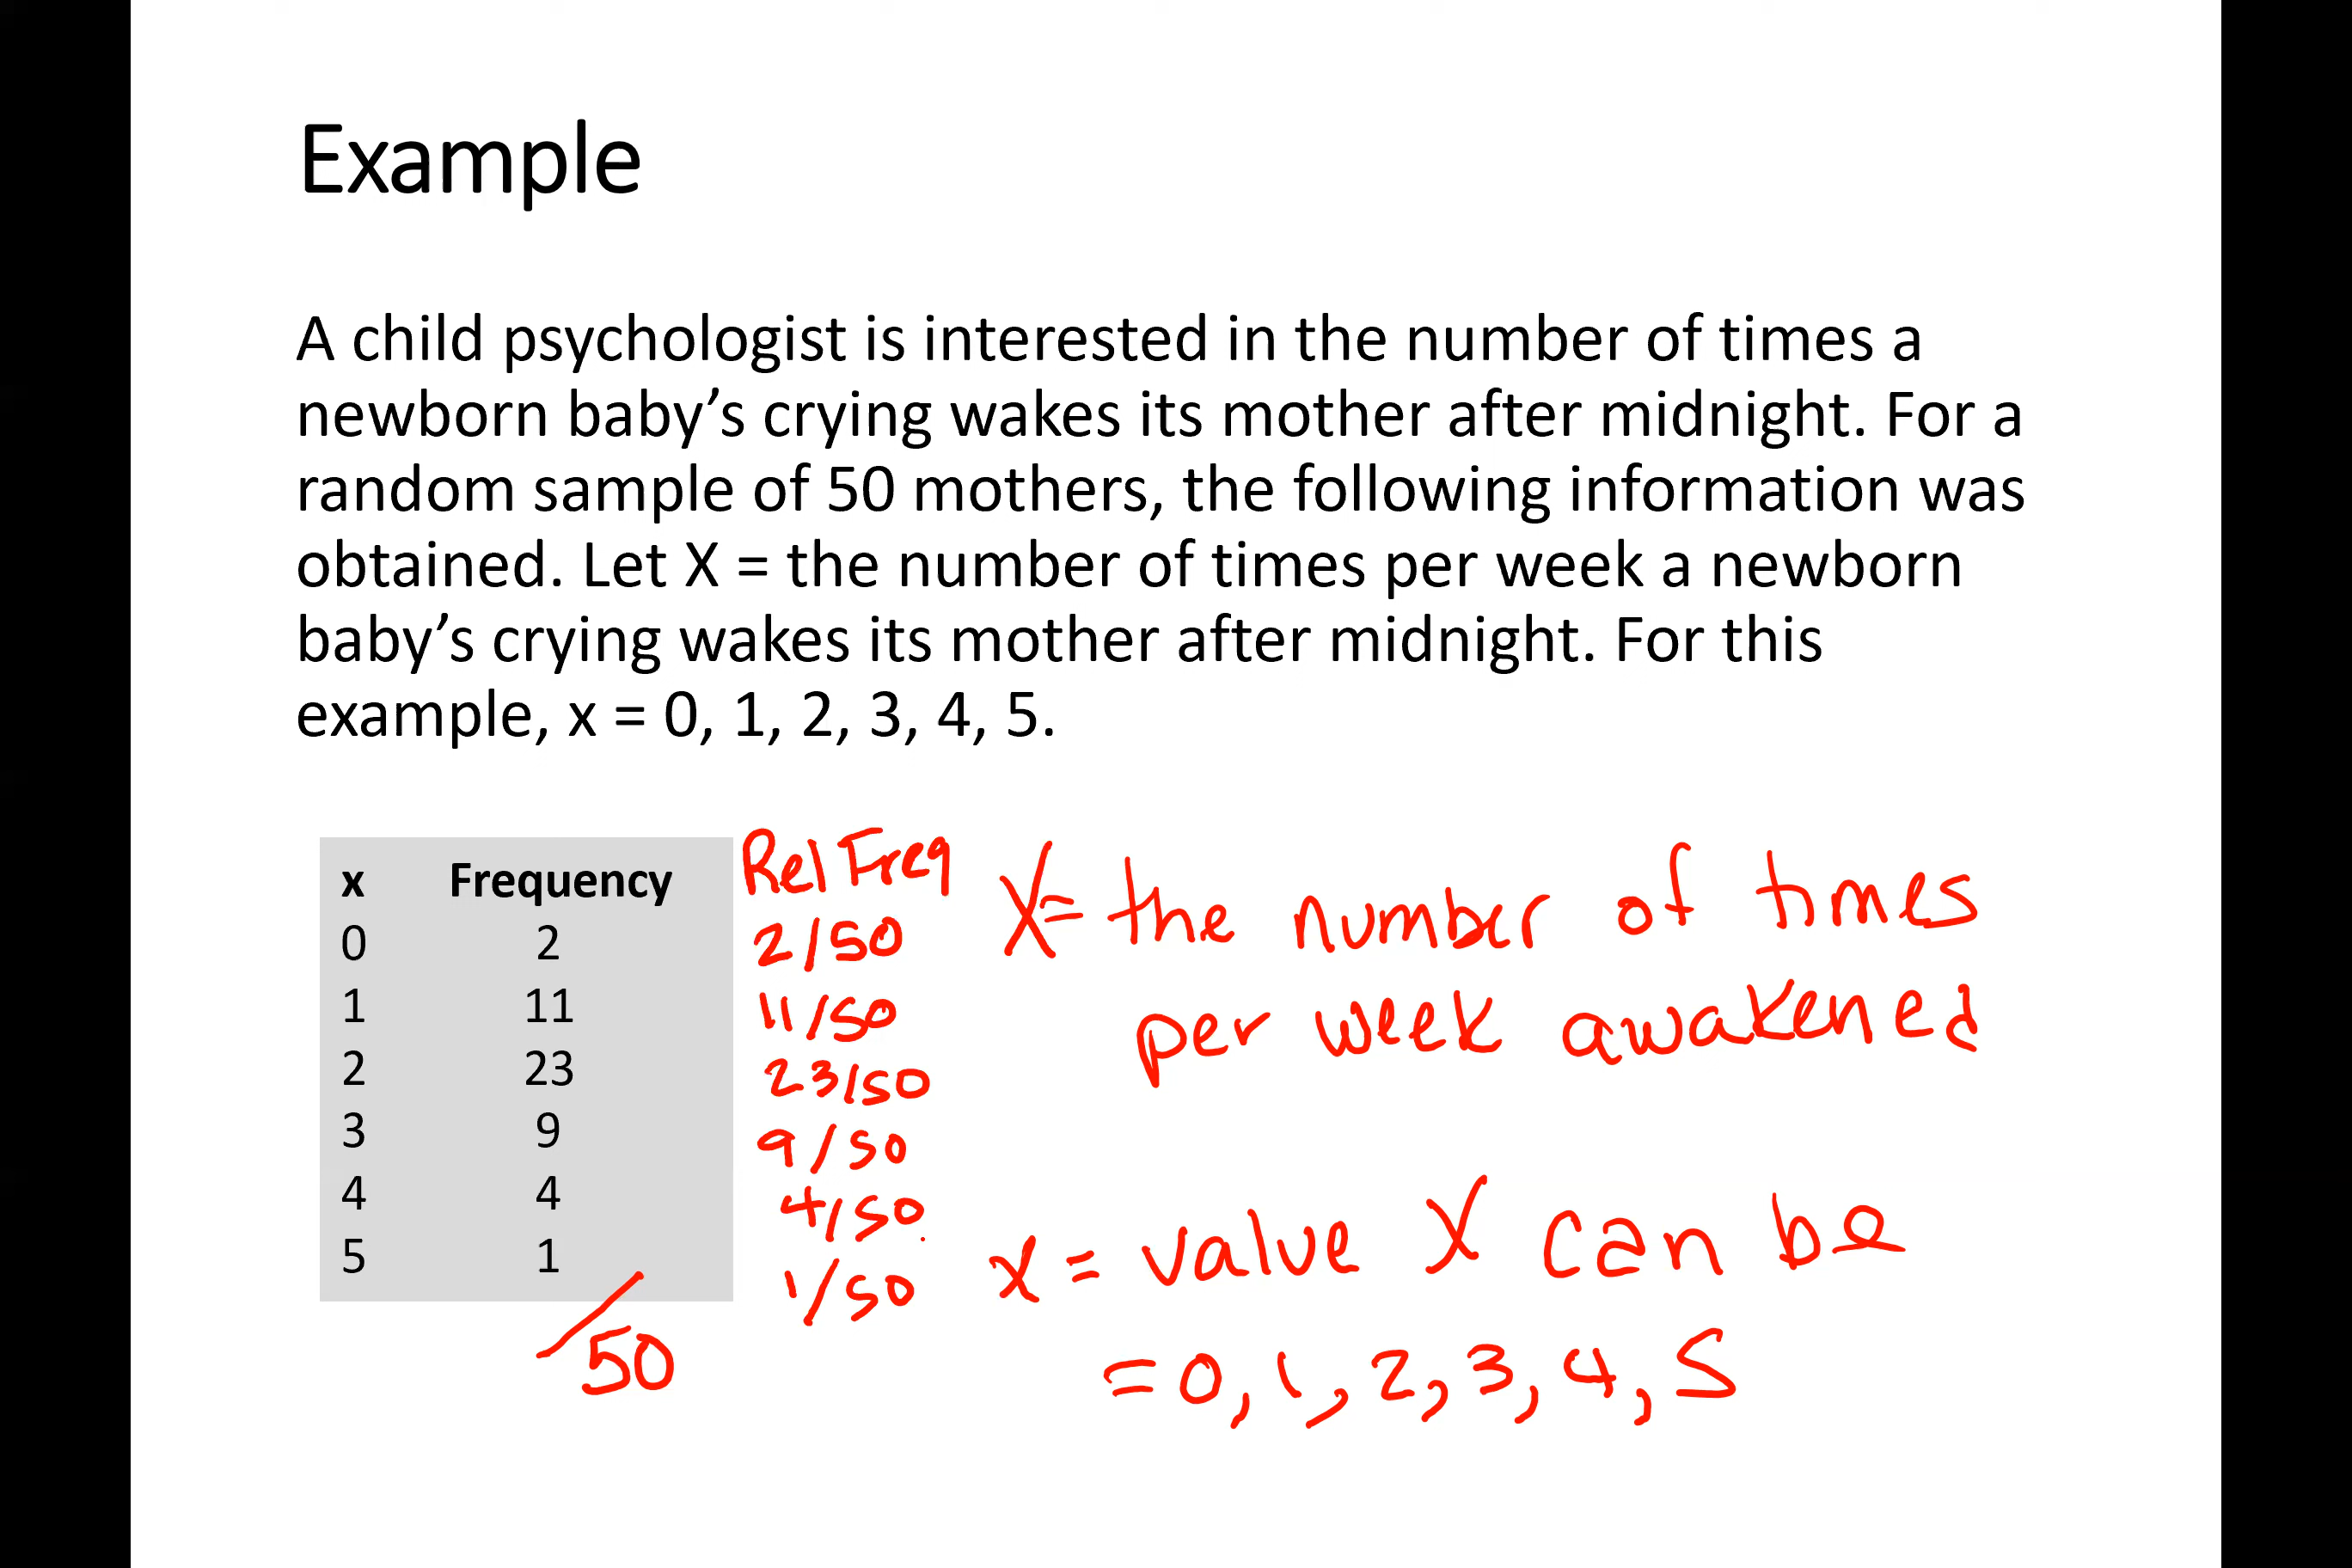 Example
A child psychologist is interested in the number of times a
newborn baby’s crying wakes its mother after midnight. For a
random sample of 50 mothers, the following information was
obtained. Let X = the number of times per week a newborn
baby’s crying wakes its mother after midnight. For this
example, x = 0, 1, 2, 3, 4, 5.
x Frequency Rel Freq
0 2 2/50
1 11 11/50
2 23 23/50
3 9 9/50
4 4 4/50
5 1 1/50
50
X = the number of times
per week awakened
x = value X can be
= 0, 1, 2, 3, 4, 5